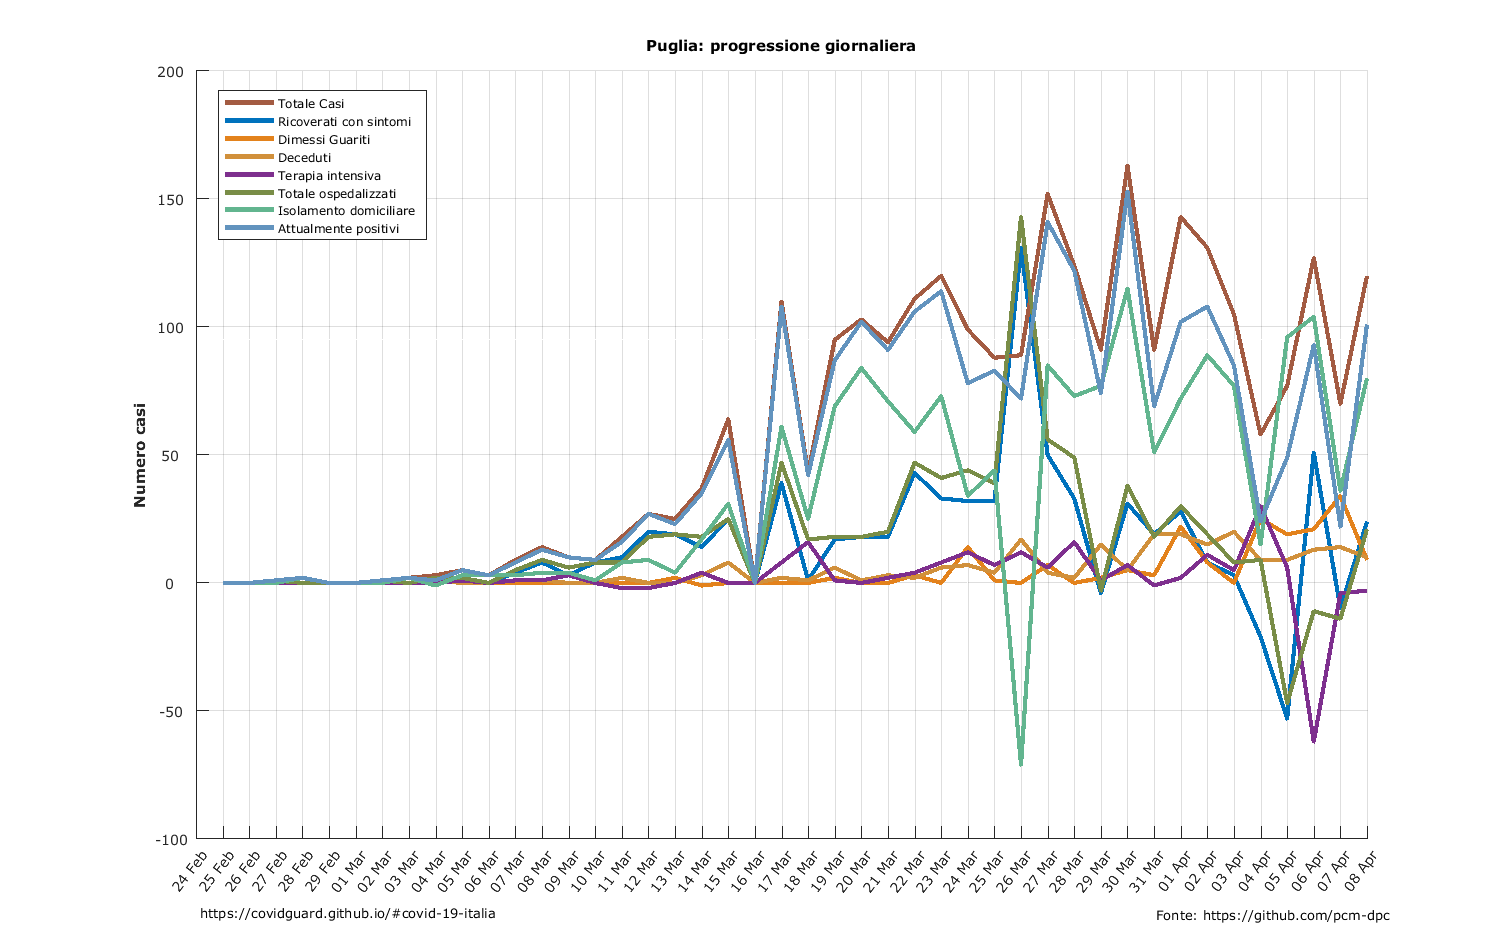 Puglia: progressione giornaliera
Numero casi
200
150
100
50
0
-50
-100
Totale Casi
Ricoverati con sintomi
Dimessi Guariti
Deceduti
Terapia intensiva
Totale ospedalizzati
Isolamento domiciliare
Attualmente positivi
24 Feb
25 Feb
26 Feb
27 Feb
28 Feb
29 Feb
01 Mar
02 Mar
03 Mar
04 Mar
05 Mar
06 Mar
07 Mar
08 Mar
09 Mar
10 Mar
11 Mar
12 Mar
13 Mar
14 Mar
15 Mar
16 Mar
17 Mar
18 Mar
19 Mar
20 Mar
21 Mar
22 Mar
23 Mar
24 Mar
25 Mar
26 Mar
27 Mar
28 Mar
29 Mar
30 Mar
31 Mar
01 Apr
02 Apr
03 Apr
04 Apr
05 Apr
06 Apr
07 Apr
08 Apr
https://covidguard.github.io/#covid-19-italia
Fonte: https://github.com/pcm-dpc